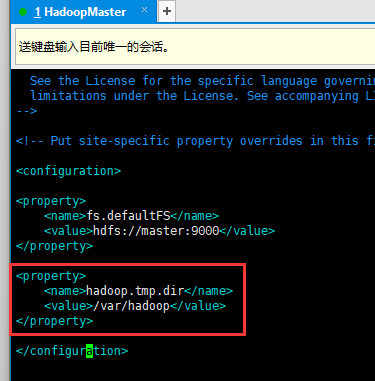 1 HadoopMaster
送键盘输入目前唯一的会话。
See the License for the specific language governin
limitations under the License. See accompanying LI
-->
<!-- Put site-specific property overrides in this fi
<configuration>
<property>
<name>fs.defaultFS</name>
<value>hdfs://master:9000</value>
</property>
<property>
<name>hadoop.tmp.dir</name>
<value>/var/hadoop</value>
</property>
</configuration>